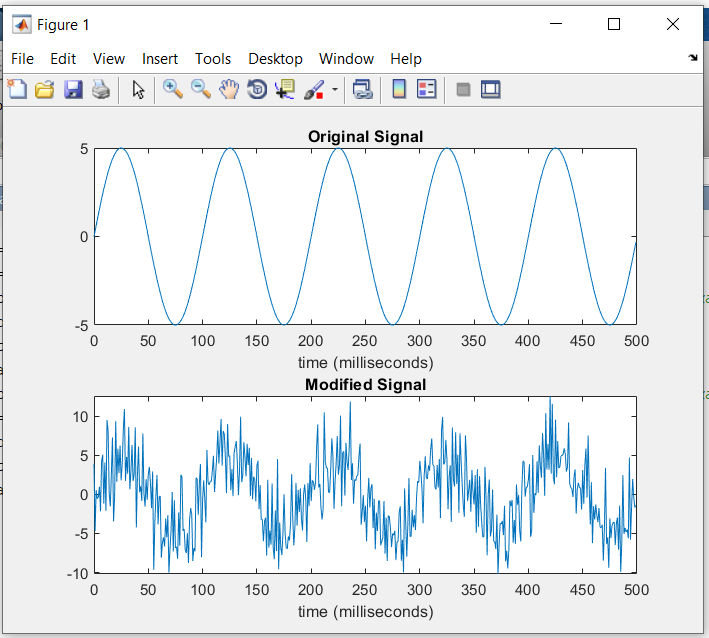 Figure 1
File Edit View Insert Tools Desktop Window Help
Original Signal
5
0
-5
0 50 100 150 200 250 300 350 400 450 500
time (milliseconds)
Modified Signal
10
5
0
-5
-10
0 50 100 150 200 250 300 350 400 450 500
time (milliseconds)